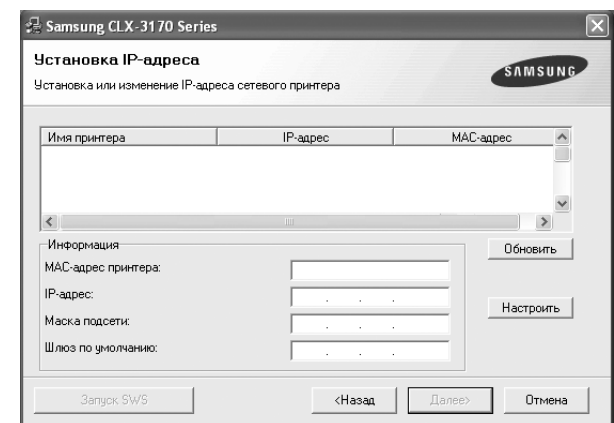 Samsung CLX-3170 Series
Установка IP-адреса
Установка или изменение IP-адреса сетевого принтера
SAMSUNG
Имя принтера IP-адрес MAC-адрес
Информация
MAC-адрес принтера:
IP-адрес:
Маска подсети:
Шлюз по умолчанию:
Обновить
Настроить
Запуск SWS <Назад Далее> Отмена